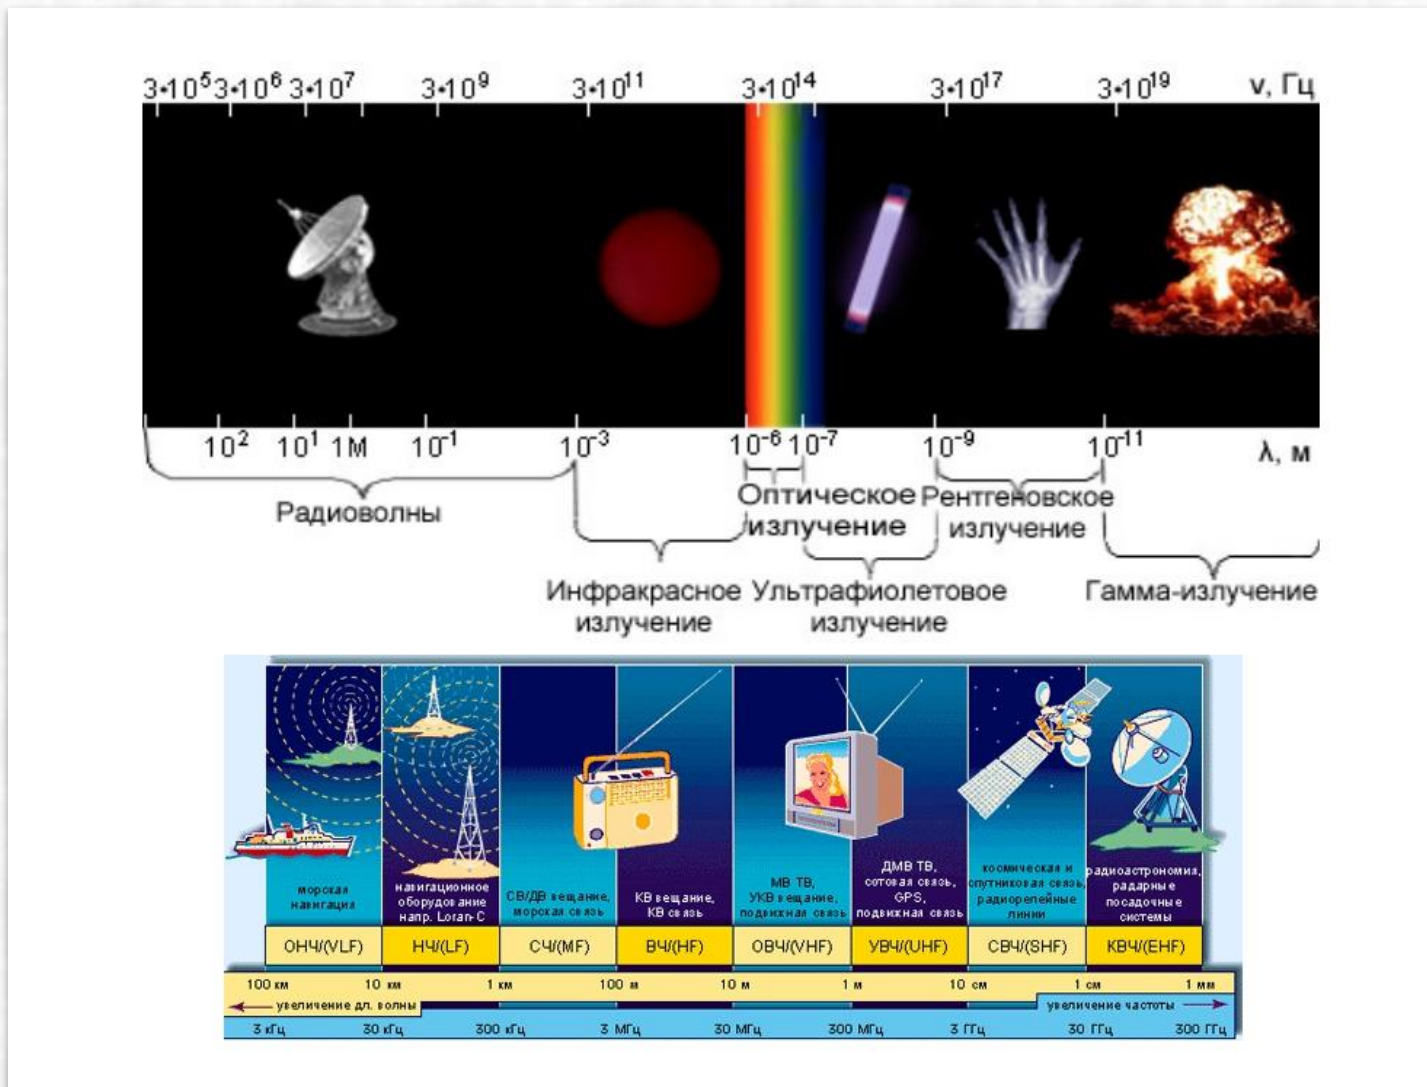 3·10⁵ 3·10⁶ 3·10⁷ 3·10⁹ 3·10¹¹ 3·10¹⁴ 3·10¹⁷ 3·10¹⁹ ν, Гц
10² 10¹ 1М 10⁻¹ 10⁻³ 10⁻⁶ 10⁻⁷ 10⁻⁹ 10⁻¹¹ λ, м
Радиоволны
Оптическое
излучение
Рентгеновское
излучение
Инфракрасное
излучение
Ультрафиолетовое
излучение
Гамма-излучение
морская
навигация
навигационное
оборудование
напр. Loran-C
СВ/ДВ вещание,
морская связь
КВ вещание,
КВ связь
МВ ТВ,
УКВ вещание,
подвижная связь
ДМВ ТВ,
сотовая связь,
GPS,
подвижная связь
космическая и
спутниковая связь,
радиорелейные
линии
радиоастрономия,
радарные
посадочные
системы
ОНЧ/(VLF) НЧ/(LF) СЧ/(MF) ВЧ/(HF) ОВЧ/(VHF) УВЧ/(UHF) СВЧ/(SHF) КВЧ/(EHF)
100 км 10 км 1 км 100 м 10 м 1 м 10 см 1 см 1 мм
увеличение дл. волны увеличение частоты
3 кГц 30 кГц 300 кГц 3 МГц 30 МГц 300 МГц 3 ГГц 30 ГГц 300 ГГц